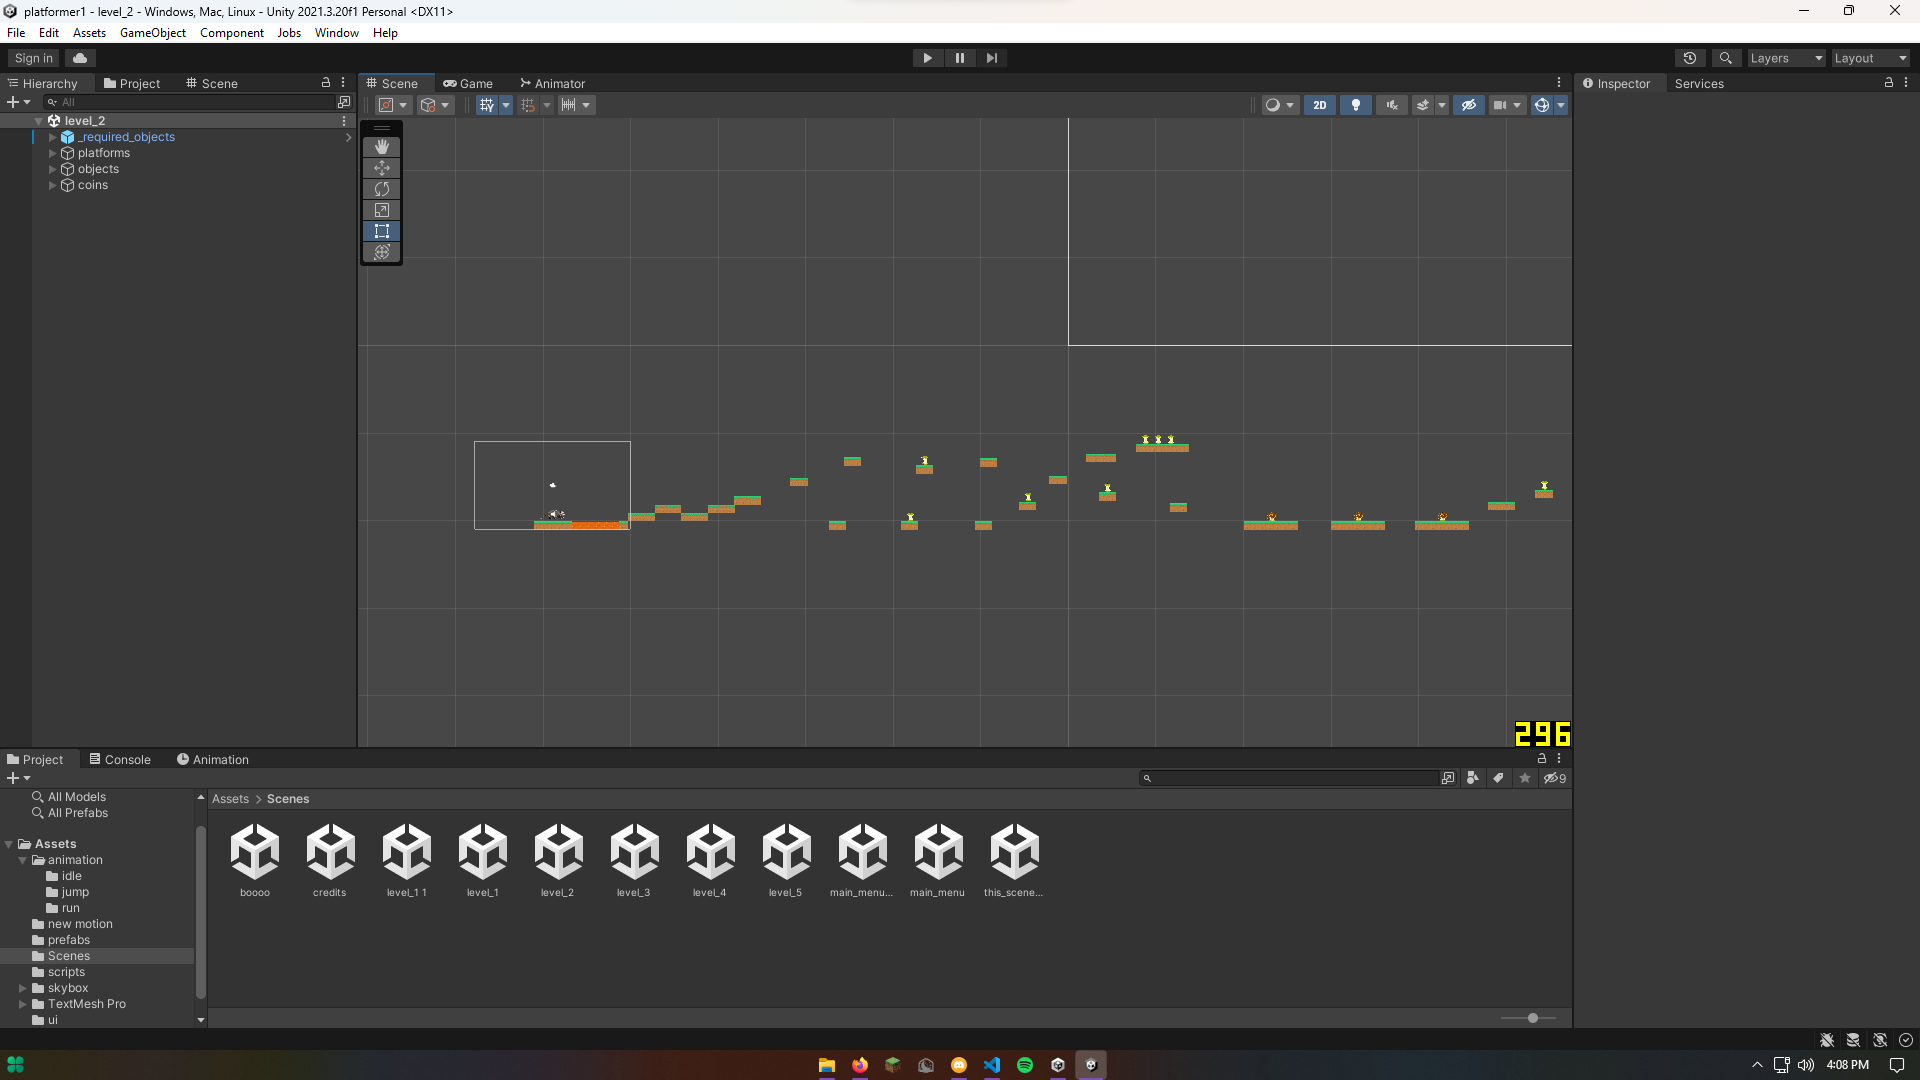 platformer1 - level_2 - Windows, Mac, Linux - Unity 2021.3.20f1 Personal <DX11>
File Edit Assets GameObject Component Jobs Window Help
Sign in
Layers
Layout
Hierarchy
Project
Scene
Scene
Game
Animator
Inspector
Services
All
2D
level_2
_required_objects
platforms
objects
coins
296
Project
Console
Animation
9
All Models
All Prefabs
Assets
animation
idle
jump
run
new motion
prefabs
Scenes
scripts
skybox
TextMesh Pro
ui
Assets > Scenes
boooo
credits
level_1 1
level_1
level_2
level_3
level_4
level_5
main_menu...
main_menu
this_scene...
4:08 PM